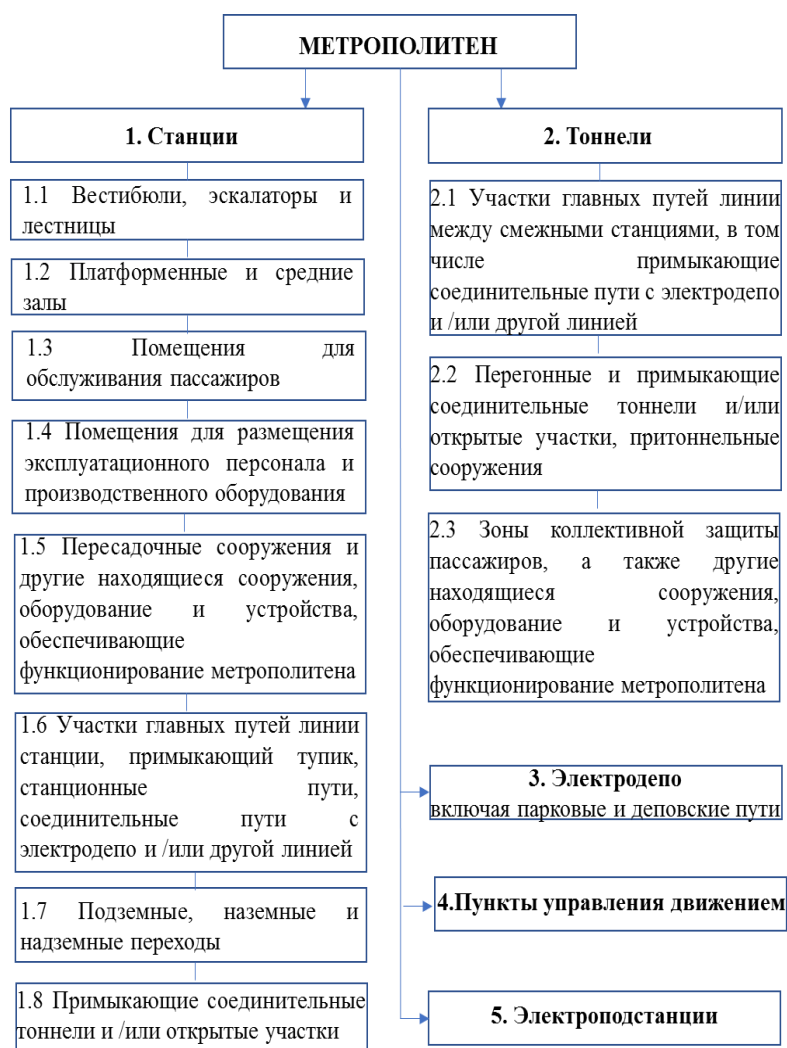 МЕТРОПОЛИТЕН
1. Станции
1.1 Вестибюли, эскалаторы и
лестницы
1.2 Платформенные и средние
залы
1.3 Помещения для
обслуживания пассажиров
1.4 Помещения для размещения
эксплуатационного персонала и
производственного оборудования
1.5 Пересадочные сооружения и
другие находящиеся сооружения,
оборудование и устройства,
обеспечивающие
функционирование метрополитена
1.6 Участки главных путей линии
станции, примыкающий тупик,
станционные пути,
соединительные пути с
электродепо и /или другой линией
1.7 Подземные, наземные и
надземные переходы
1.8 Примыкающие соединительные
тоннели и /или открытые участки
2. Тоннели
2.1 Участки главных путей линии
между смежными станциями, в том
числе примыкающие
соединительные пути с электродепо
и /или другой линией
2.2 Перегонные и примыкающие
соединительные тоннели и/или
открытые участки, притоннельные
сооружения
2.3 Зоны коллективной защиты
пассажиров, а также другие
находящиеся сооружения,
оборудование и устройства,
обеспечивающие
функционирование метрополитена
3. Электродепо
включая парковые и деповские пути
4.Пункты управления движением
5. Электроподстанции